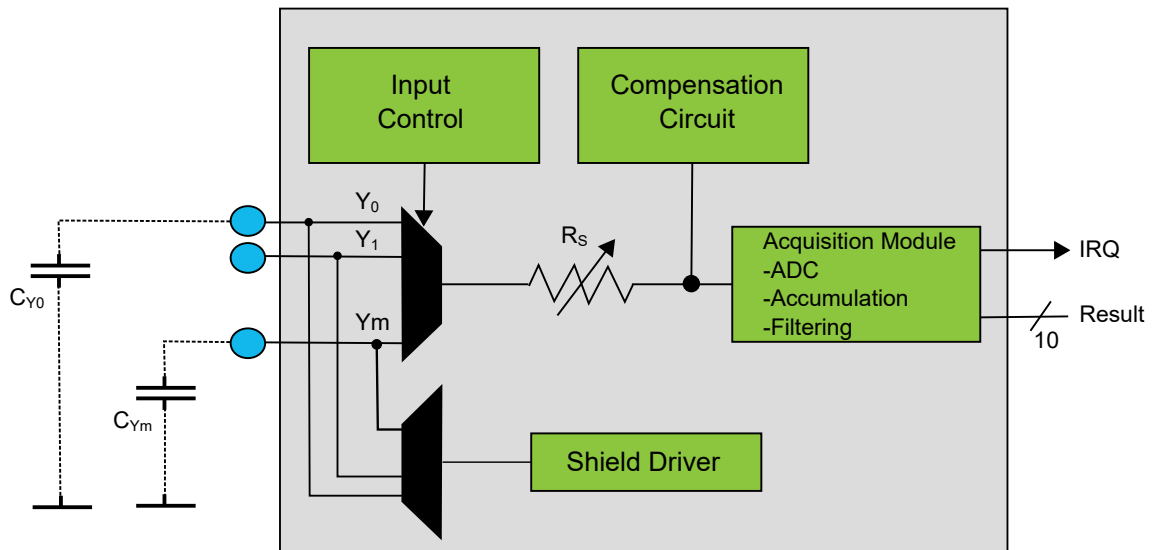 Input
Control
Compensation
Circuit
Y0
Y1
RS
Acquisition Module
-ADC
-Accumulation
-Filtering
IRQ
Result
10
CY0
Ym
CYm
Shield Driver